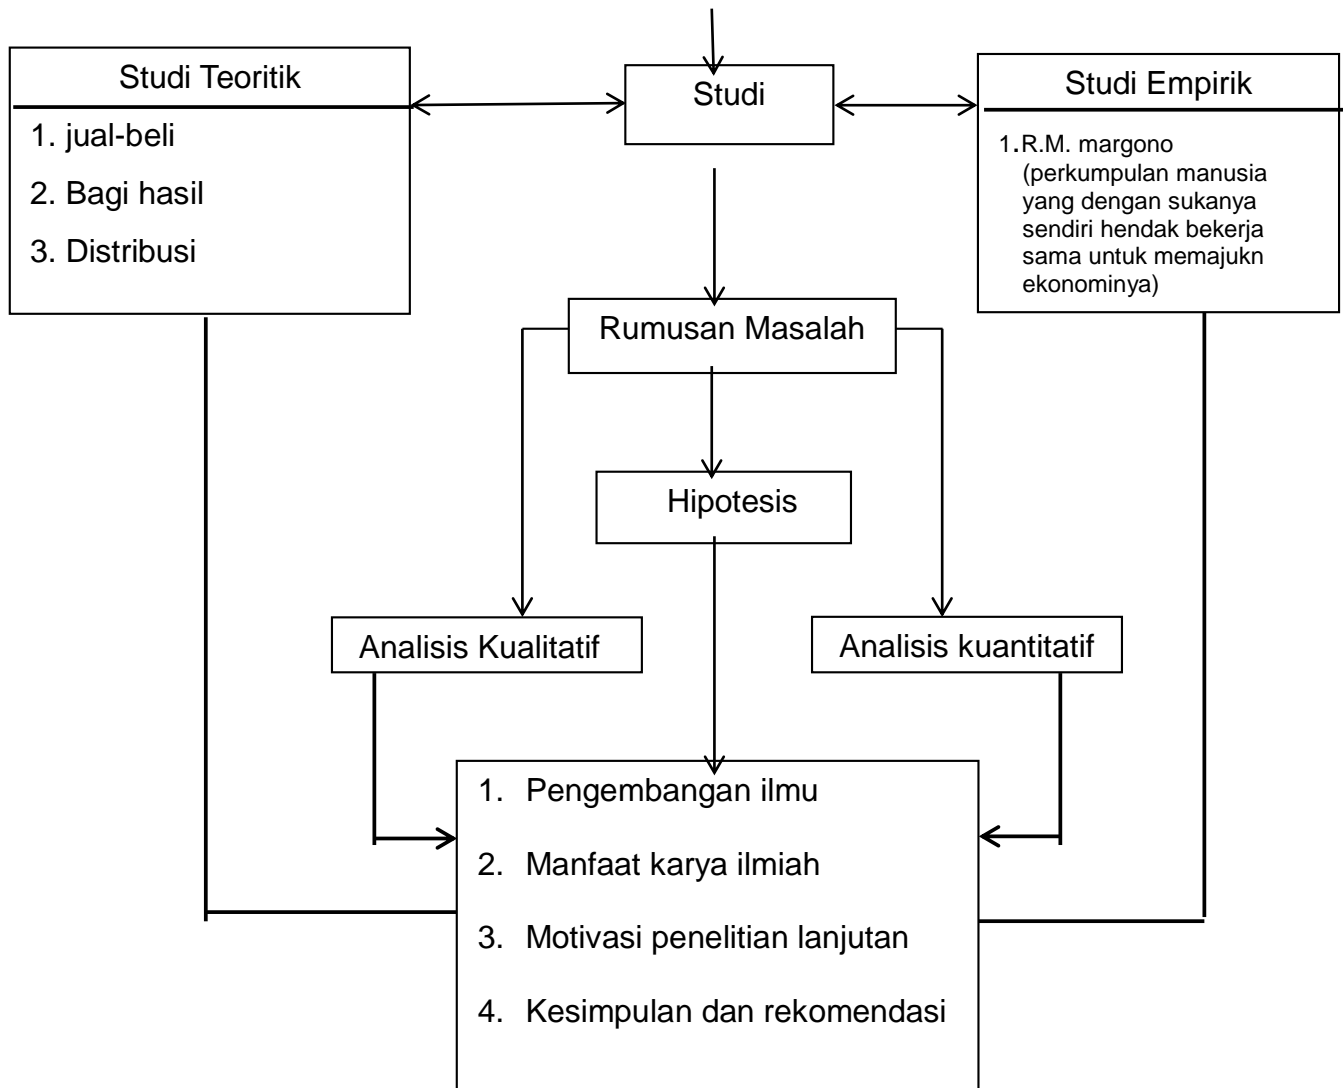 Studi Teoritik
1. jual-beli
2. Bagi hasil
3. Distribusi
Studi
Studi Empirik
1.R.M. margono
(perkumpulan manusia
yang dengan sukanya
sendiri hendak bekerja
sama untuk memajukn
ekonominya)
Rumusan Masalah
Hipotesis
Analisis Kualitatif
Analisis kuantitatif
1. Pengembangan ilmu
2. Manfaat karya ilmiah
3. Motivasi penelitian lanjutan
4. Kesimpulan dan rekomendasi